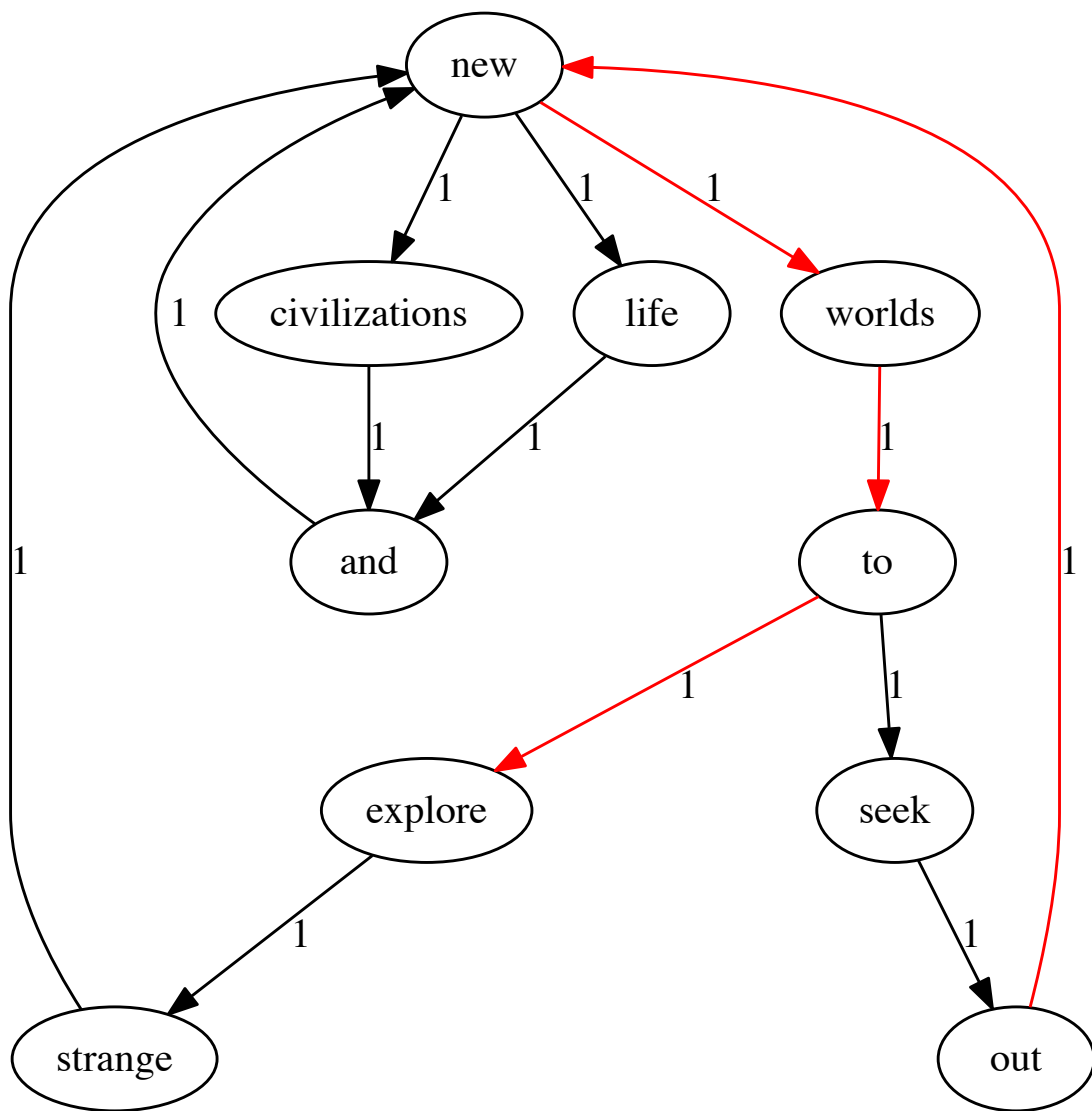 new
1 1 1
civilizations life worlds
1
1 1 1
and to
1 1
1 1
explore seek
1 1
strange out